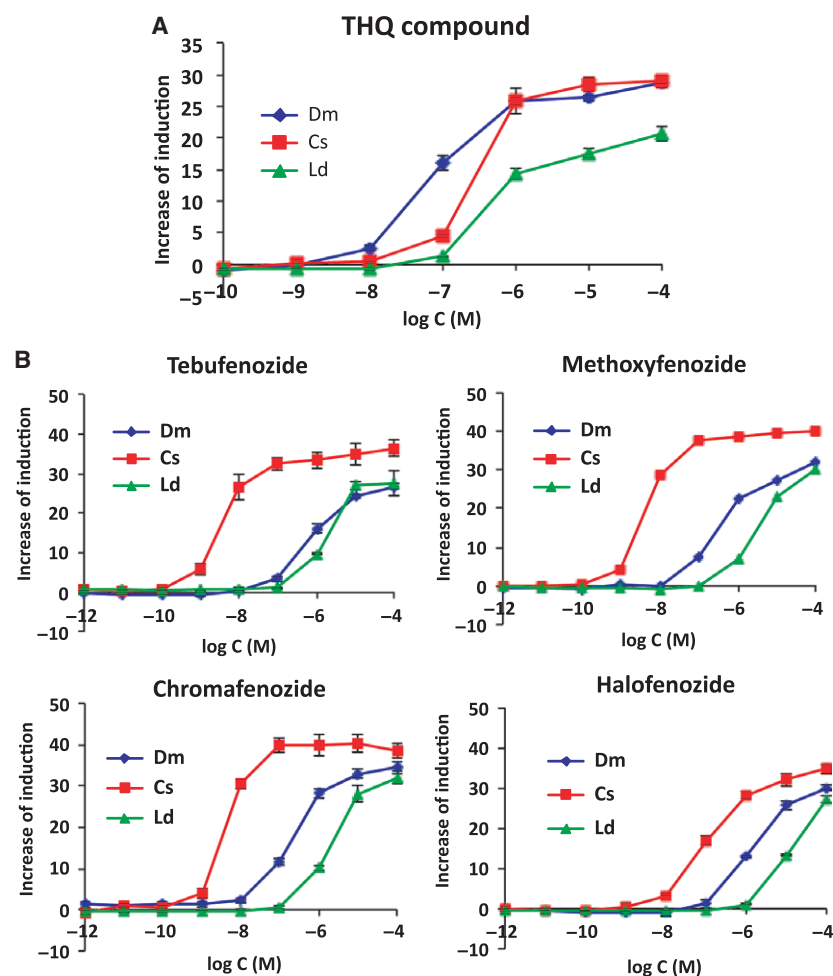 A
THQ compound
35
30
25
20
15
10
5
0
–5
Increase of induction
Dm
Cs
Ld
–10 –9 –8 –7 –6 –5 –4
log C (M)
B
Tebufenozide
50
40
30
20
10
0
–10
Increase of induction
Dm
Cs
Ld
–12 –10 –8 –6 –4
log C (M)
Methoxyfenozide
50
40
30
20
10
0
–10
Increase of induction
Dm
Cs
Ld
–12 –10 –8 –6 –4
log C (M)
Chromafenozide
50
40
30
20
10
0
–10
Increase of induction
Dm
Cs
Ld
–12 –10 –8 –6 –4
log C (M)
Halofenozide
50
40
30
20
10
0
–10
Increase of induction
Dm
Cs
Ld
–12 –10 –8 –6 –4
log C (M)